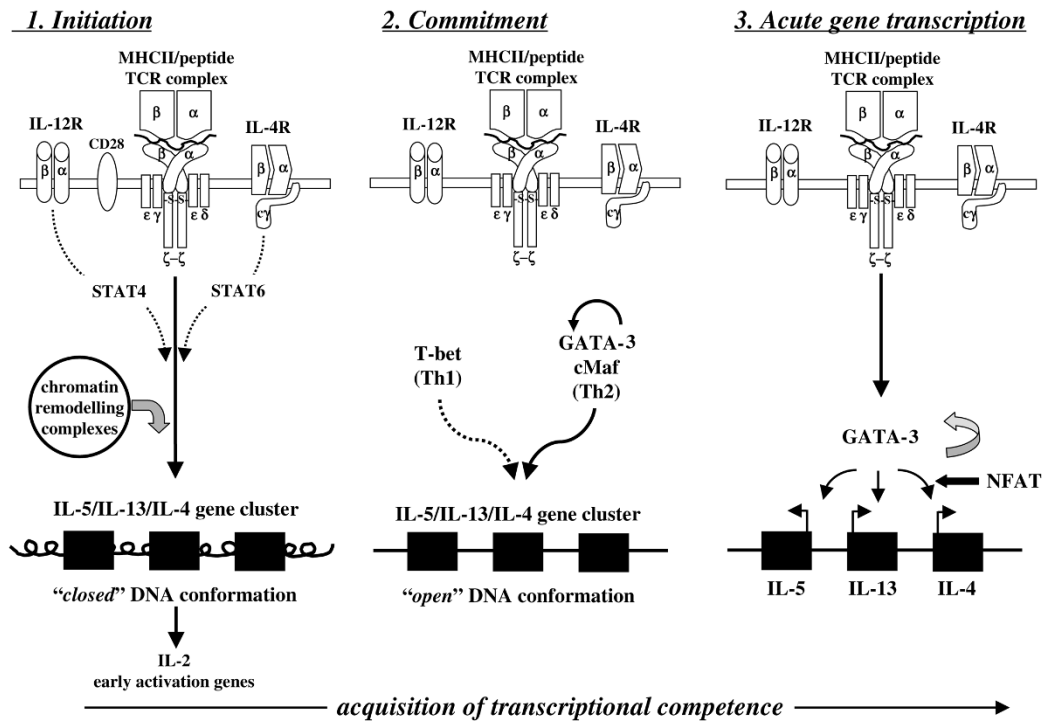 1. Initiation
MHCII/peptide
TCR complex
β α
IL-12R
CD28
IL-4R
β α
β α
β α
ε γ
-s-s-
ε δ
cγ
ζ–ζ
STAT4
STAT6
chromatin
remodelling
complexes
IL-5/IL-13/IL-4 gene cluster
“closed” DNA conformation
IL-2
early activation genes
2. Commitment
MHCII/peptide
TCR complex
β α
IL-12R
IL-4R
β α
β α
β α
ε γ
-s-s-
ε δ
cγ
ζ–ζ
T-bet
(Th1)
GATA-3
cMaf
(Th2)
IL-5/IL-13/IL-4 gene cluster
“open” DNA conformation
3. Acute gene transcription
MHCII/peptide
TCR complex
β α
IL-12R
IL-4R
β α
β α
β α
ε γ
-s-s-
ε δ
cγ
ζ–ζ
GATA-3
NFAT
IL-5
IL-13
IL-4
acquisition of transcriptional competence